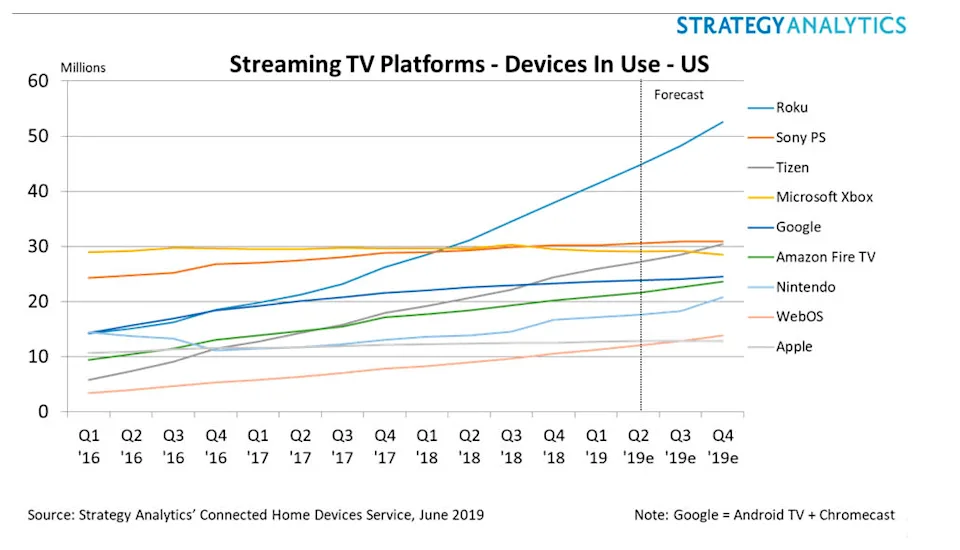 STRATEGYANALYTICS
Streaming TV Platforms - Devices In Use - US
Millions
Forecast
60
50
40
30
20
10
0
Q1 Q2 Q3 Q4 Q1 Q2 Q3 Q4 Q1 Q2 Q3 Q4 Q1 Q2 Q3 Q4
'16 '16 '16 '16 '17 '17 '17 '17 '18 '18 '18 '18 '19 '19e '19e '19e
Roku
Sony PS
Tizen
Microsoft Xbox
Google
Amazon Fire TV
Nintendo
WebOS
Apple
Source: Strategy Analytics' Connected Home Devices Service, June 2019
Note: Google = Android TV + Chromecast